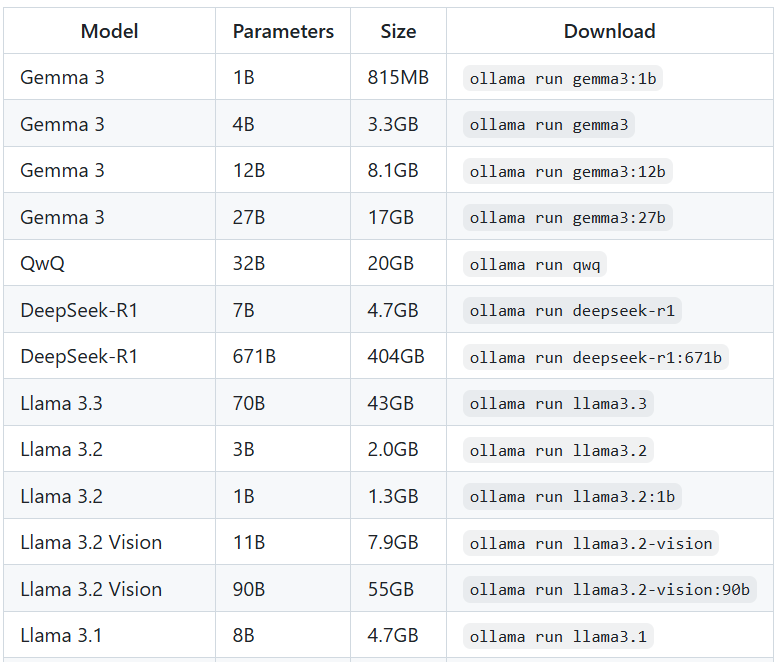 Model Parameters Size Download
Gemma 3 1B 815MB ollama run gemma3:1b
Gemma 3 4B 3.3GB ollama run gemma3
Gemma 3 12B 8.1GB ollama run gemma3:12b
Gemma 3 27B 17GB ollama run gemma3:27b
QwQ 32B 20GB ollama run qwq
DeepSeek-R1 7B 4.7GB ollama run deepseek-r1
DeepSeek-R1 671B 404GB ollama run deepseek-r1:671b
Llama 3.3 70B 43GB ollama run llama3.3
Llama 3.2 3B 2.0GB ollama run llama3.2
Llama 3.2 1B 1.3GB ollama run llama3.2:1b
Llama 3.2 Vision 11B 7.9GB ollama run llama3.2-vision
Llama 3.2 Vision 90B 55GB ollama run llama3.2-vision:90b
Llama 3.1 8B 4.7GB ollama run llama3.1